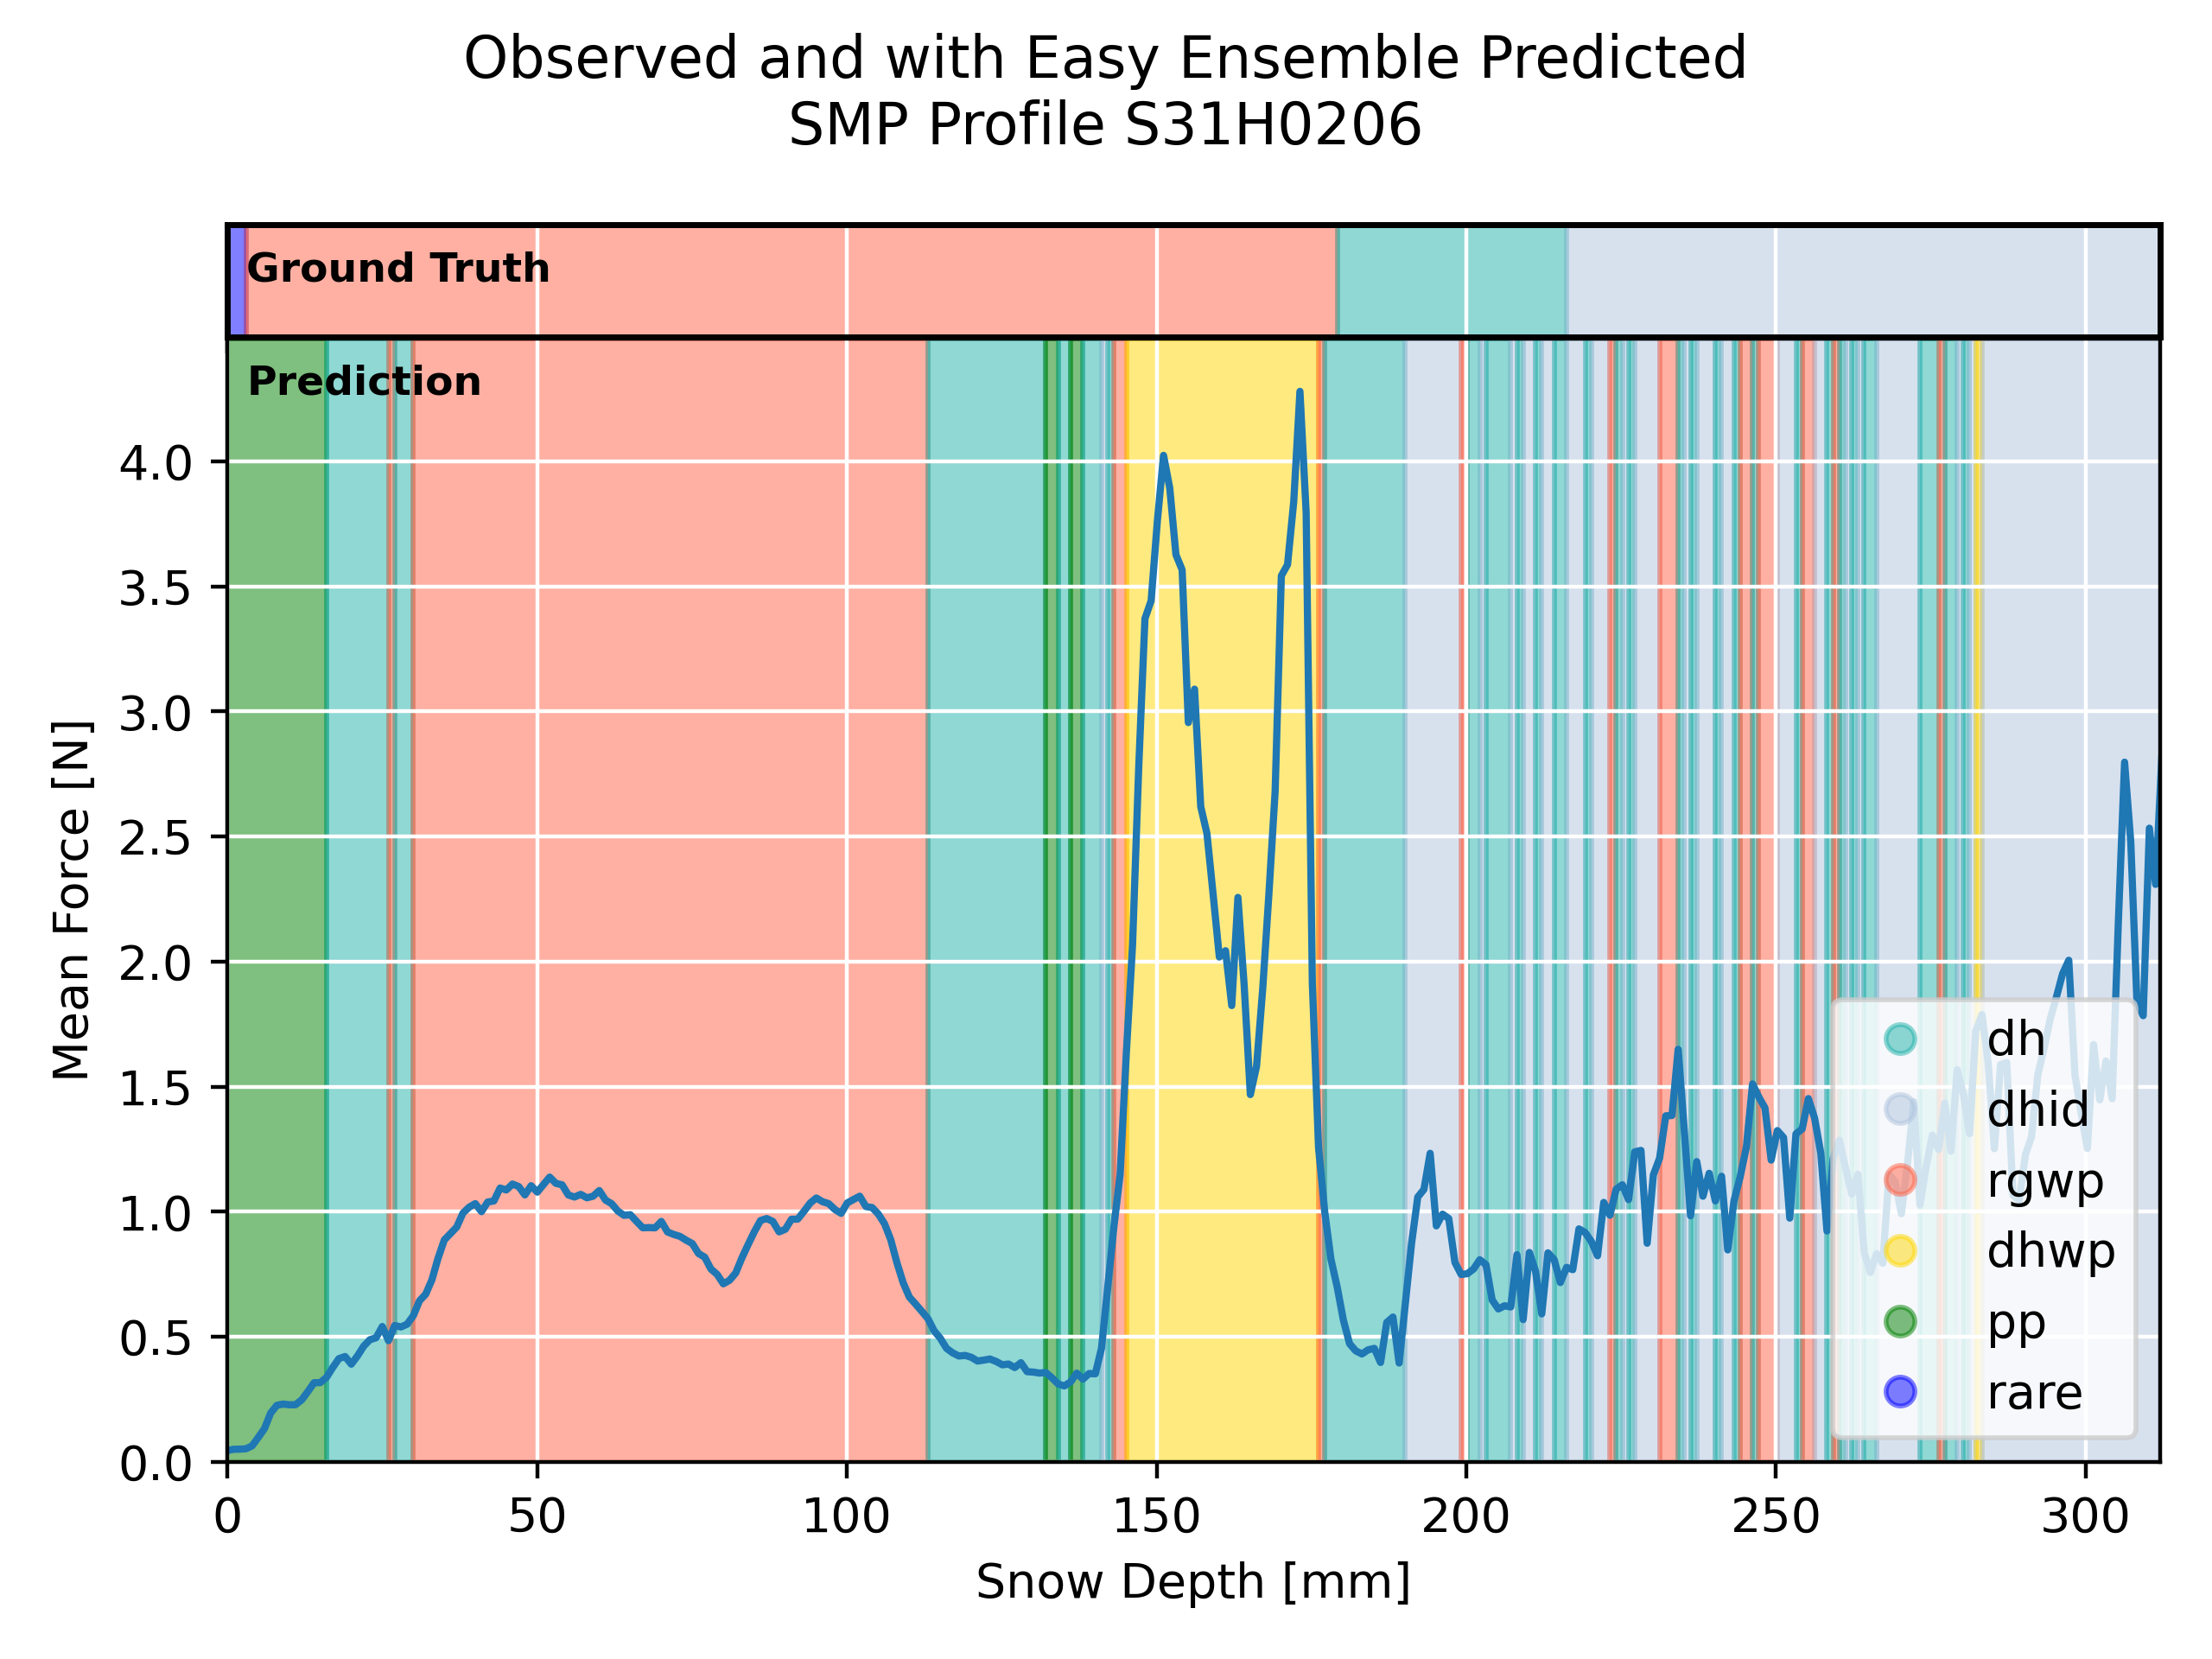 Observed and with Easy Ensemble Predicted
SMP Profile S31H0206
Ground Truth
Prediction
Mean Force [N]
4.0
3.5
3.0
2.5
2.0
1.5
1.0
0.5
0.0
dh
dhid
rgwp
dhwp
pp
rare
0 50 100 150 200 250 300
Snow Depth [mm]